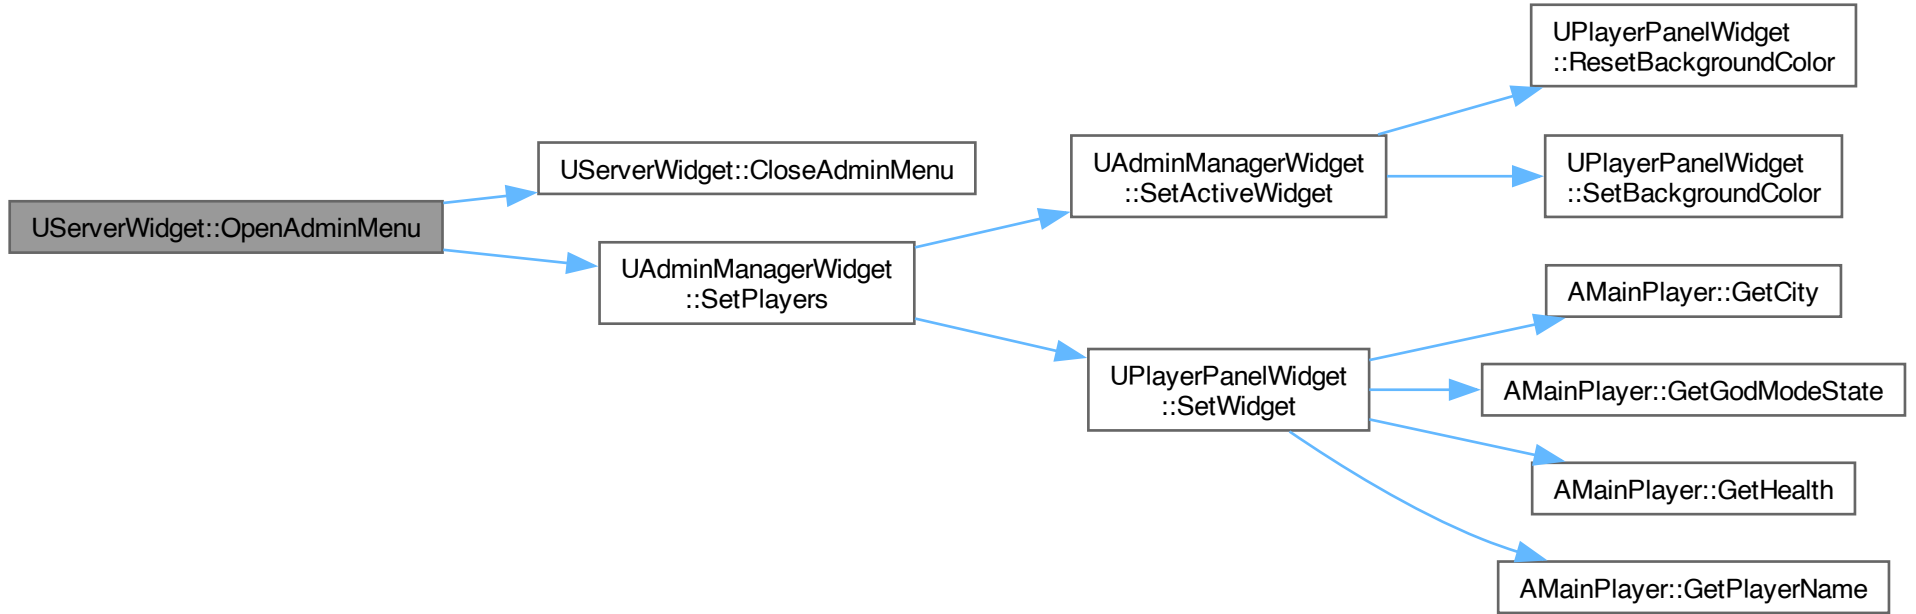 UServerWidget::OpenAdminMenu
UServerWidget::CloseAdminMenu
UAdminManagerWidget
::SetPlayers
UAdminManagerWidget
::SetActiveWidget
UPlayerPanelWidget
::SetWidget
UPlayerPanelWidget
::ResetBackgroundColor
UPlayerPanelWidget
::SetBackgroundColor
AMainPlayer::GetCity
AMainPlayer::GetGodModeState
AMainPlayer::GetHealth
AMainPlayer::GetPlayerName